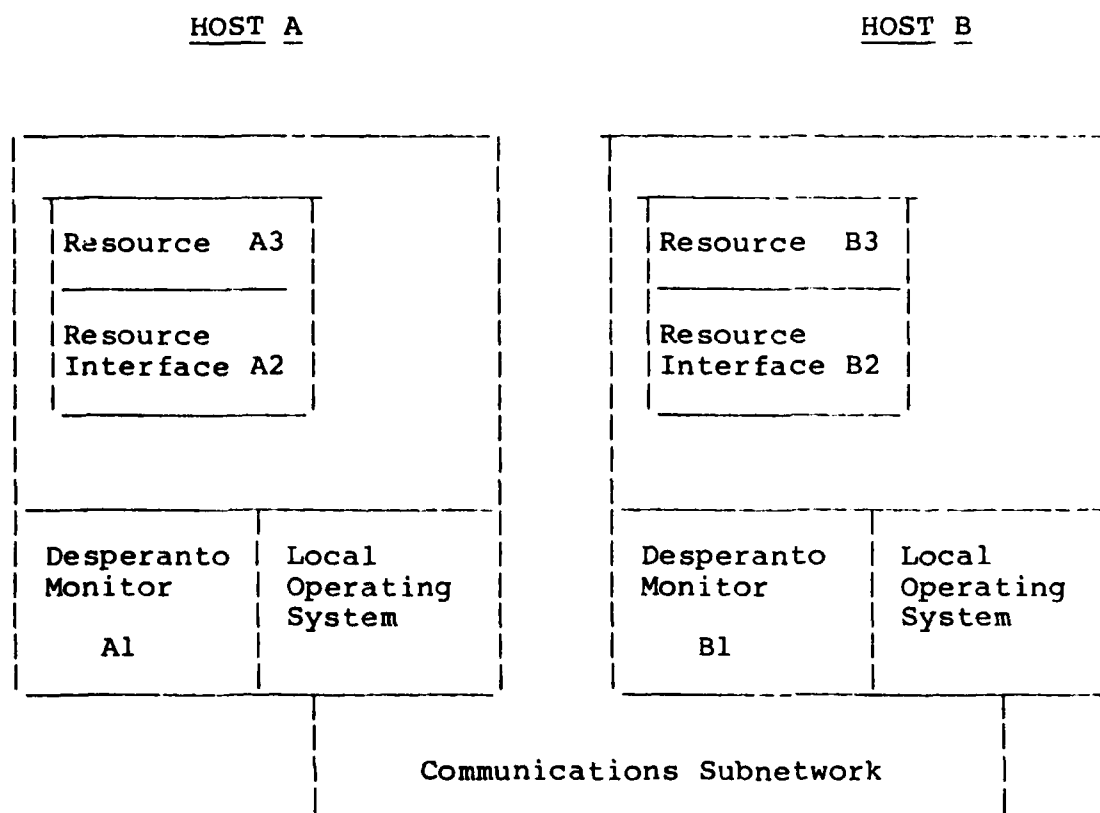 HOST A
HOST B
Resource A3
Resource
Interface A2
Resource B3
Resource
Interface B2
Desperanto
Monitor
A1
Local
Operating
System
Desperanto
Monitor
B1
Local
Operating
System
Communications Subnetwork